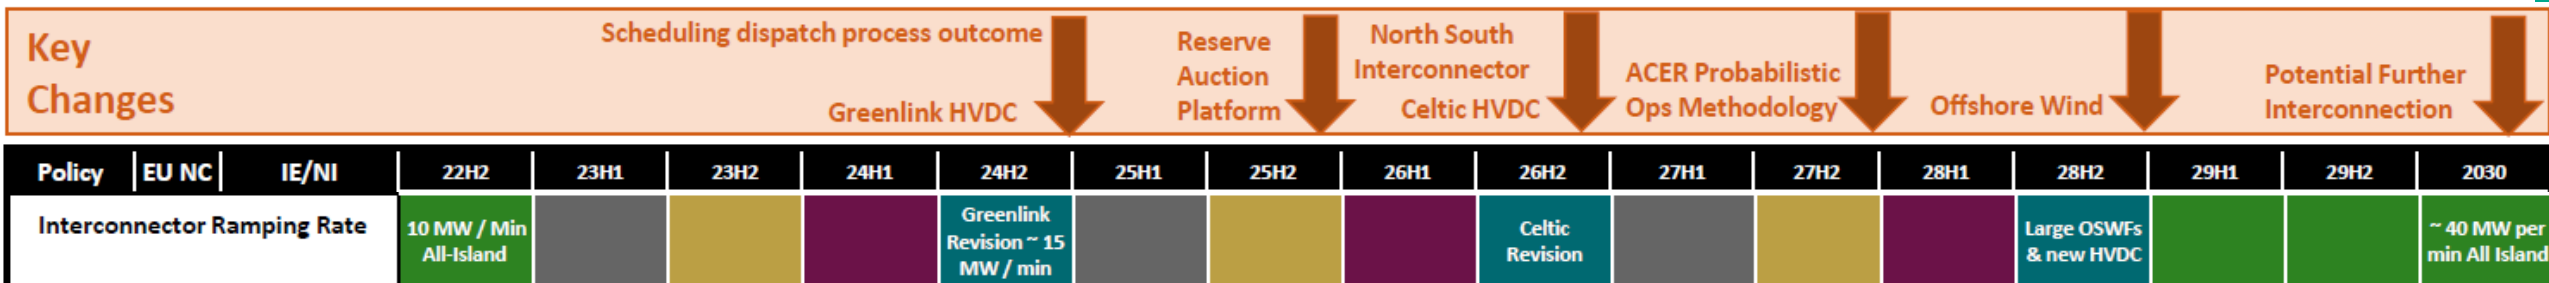 Key
Changes
Scheduling dispatch process outcome
Greenlink HVDC
Reserve
Auction
Platform
North South
Interconnector
Celtic HVDC
ACER Probabilistic
Ops Methodology
Offshore Wind
Potential Further
Interconnection
Policy EU NC IE/NI 22H2 23H1 23H2 24H1 24H2 25H1 25H2 26H1 26H2 27H1 27H2 28H1 28H2 29H1 29H2 2030
Interconnector Ramping Rate
10 MW / Min
All-Island
Greenlink
Revision ~ 15
MW / min
Celtic
Revision
Large OSWFs
& new HVDC
~ 40 MW per
min All Island